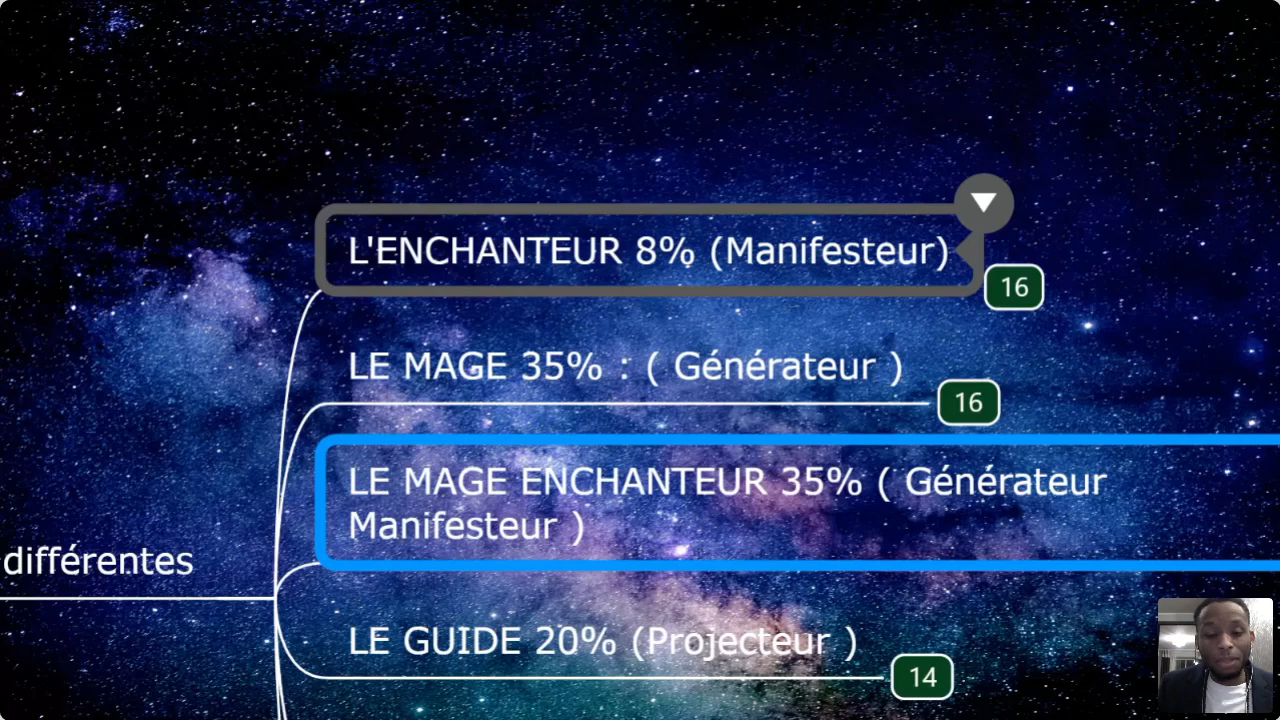 L'ENCHANTEUR 8% (Manifesteur)
16
LE MAGE 35% : ( Générateur )
16
LE MAGE ENCHANTEUR 35% ( Générateur
Manifesteur )
différentes
LE GUIDE 20% (Projecteur )
14